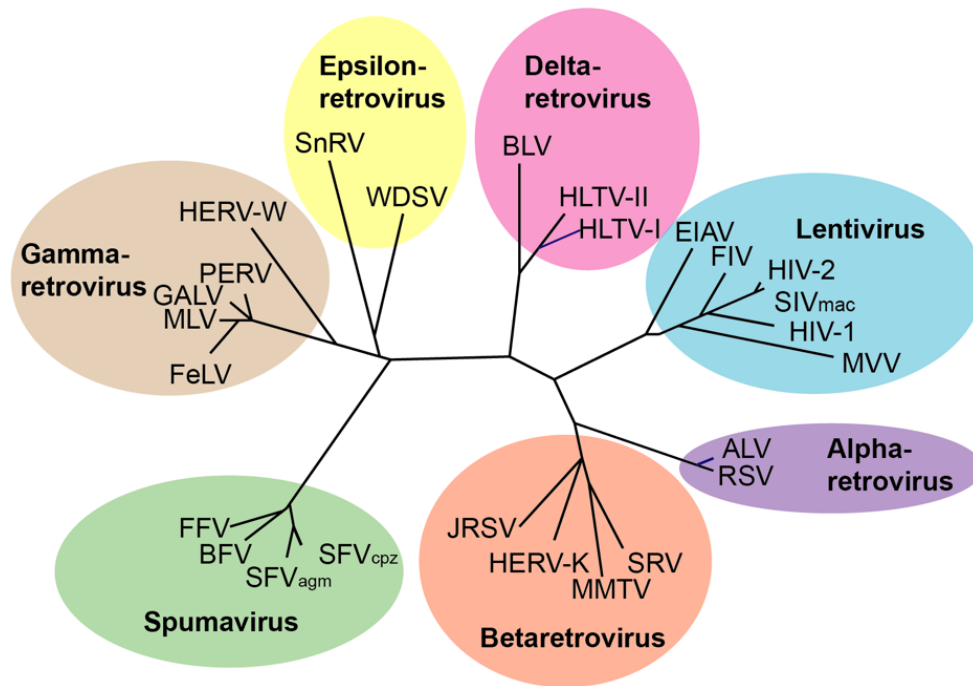 Epsilon-
retrovirus
SnRV
WDSV
Delta-
retrovirus
BLV
HLTV-II
HLTV-I
HERV-W
Gamma-
retrovirus
PERV
GALV
MLV
FeLV
Lentivirus
EIAV
FIV
HIV-2
SIVmac
HIV-1
MVV
ALV
RSV
Alpha-
retrovirus
FFV
BFV
SFVagm
SFVcpz
Spumavirus
JRSV
HERV-K
SRV
MMTV
Betaretrovirus